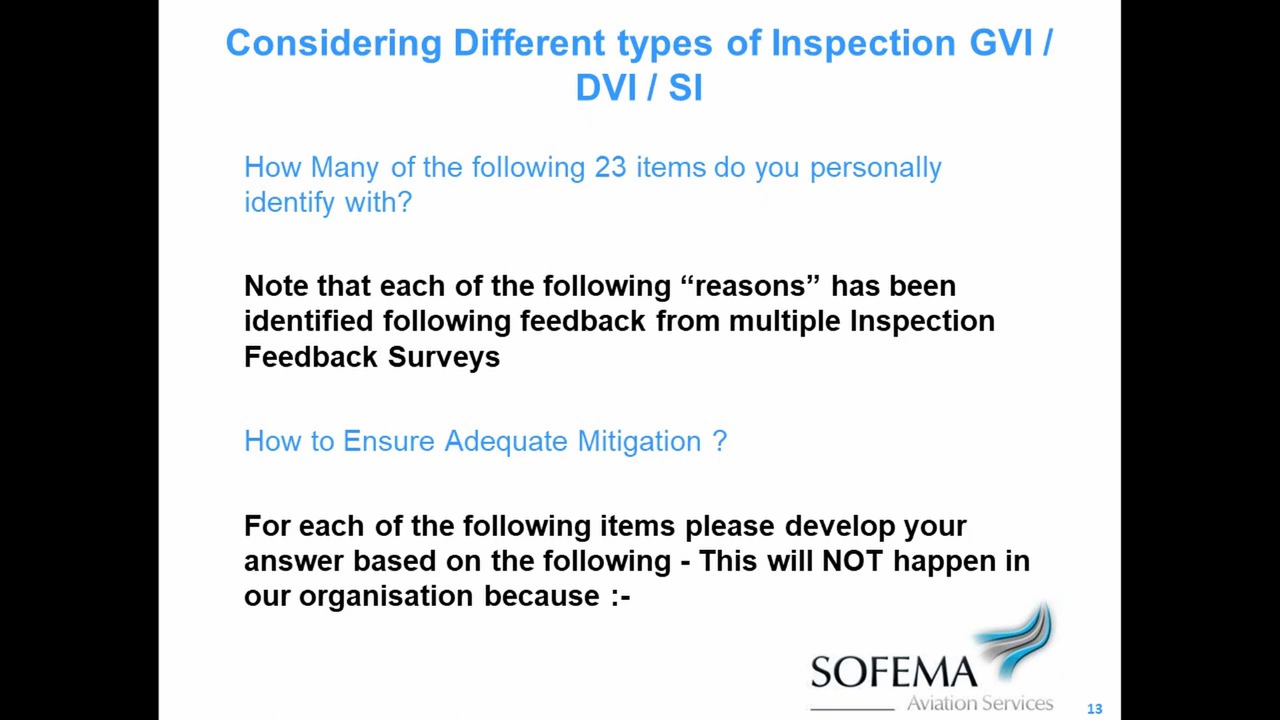 Considering Different types of Inspection GVI /
DVI / SI
How Many of the following 23 items do you personally
identify with?
Note that each of the following “reasons” has been
identified following feedback from multiple Inspection
Feedback Surveys
How to Ensure Adequate Mitigation ?
For each of the following items please develop your
answer based on the following - This will NOT happen in
our organisation because :-
SOFEMA
Aviation Services
13